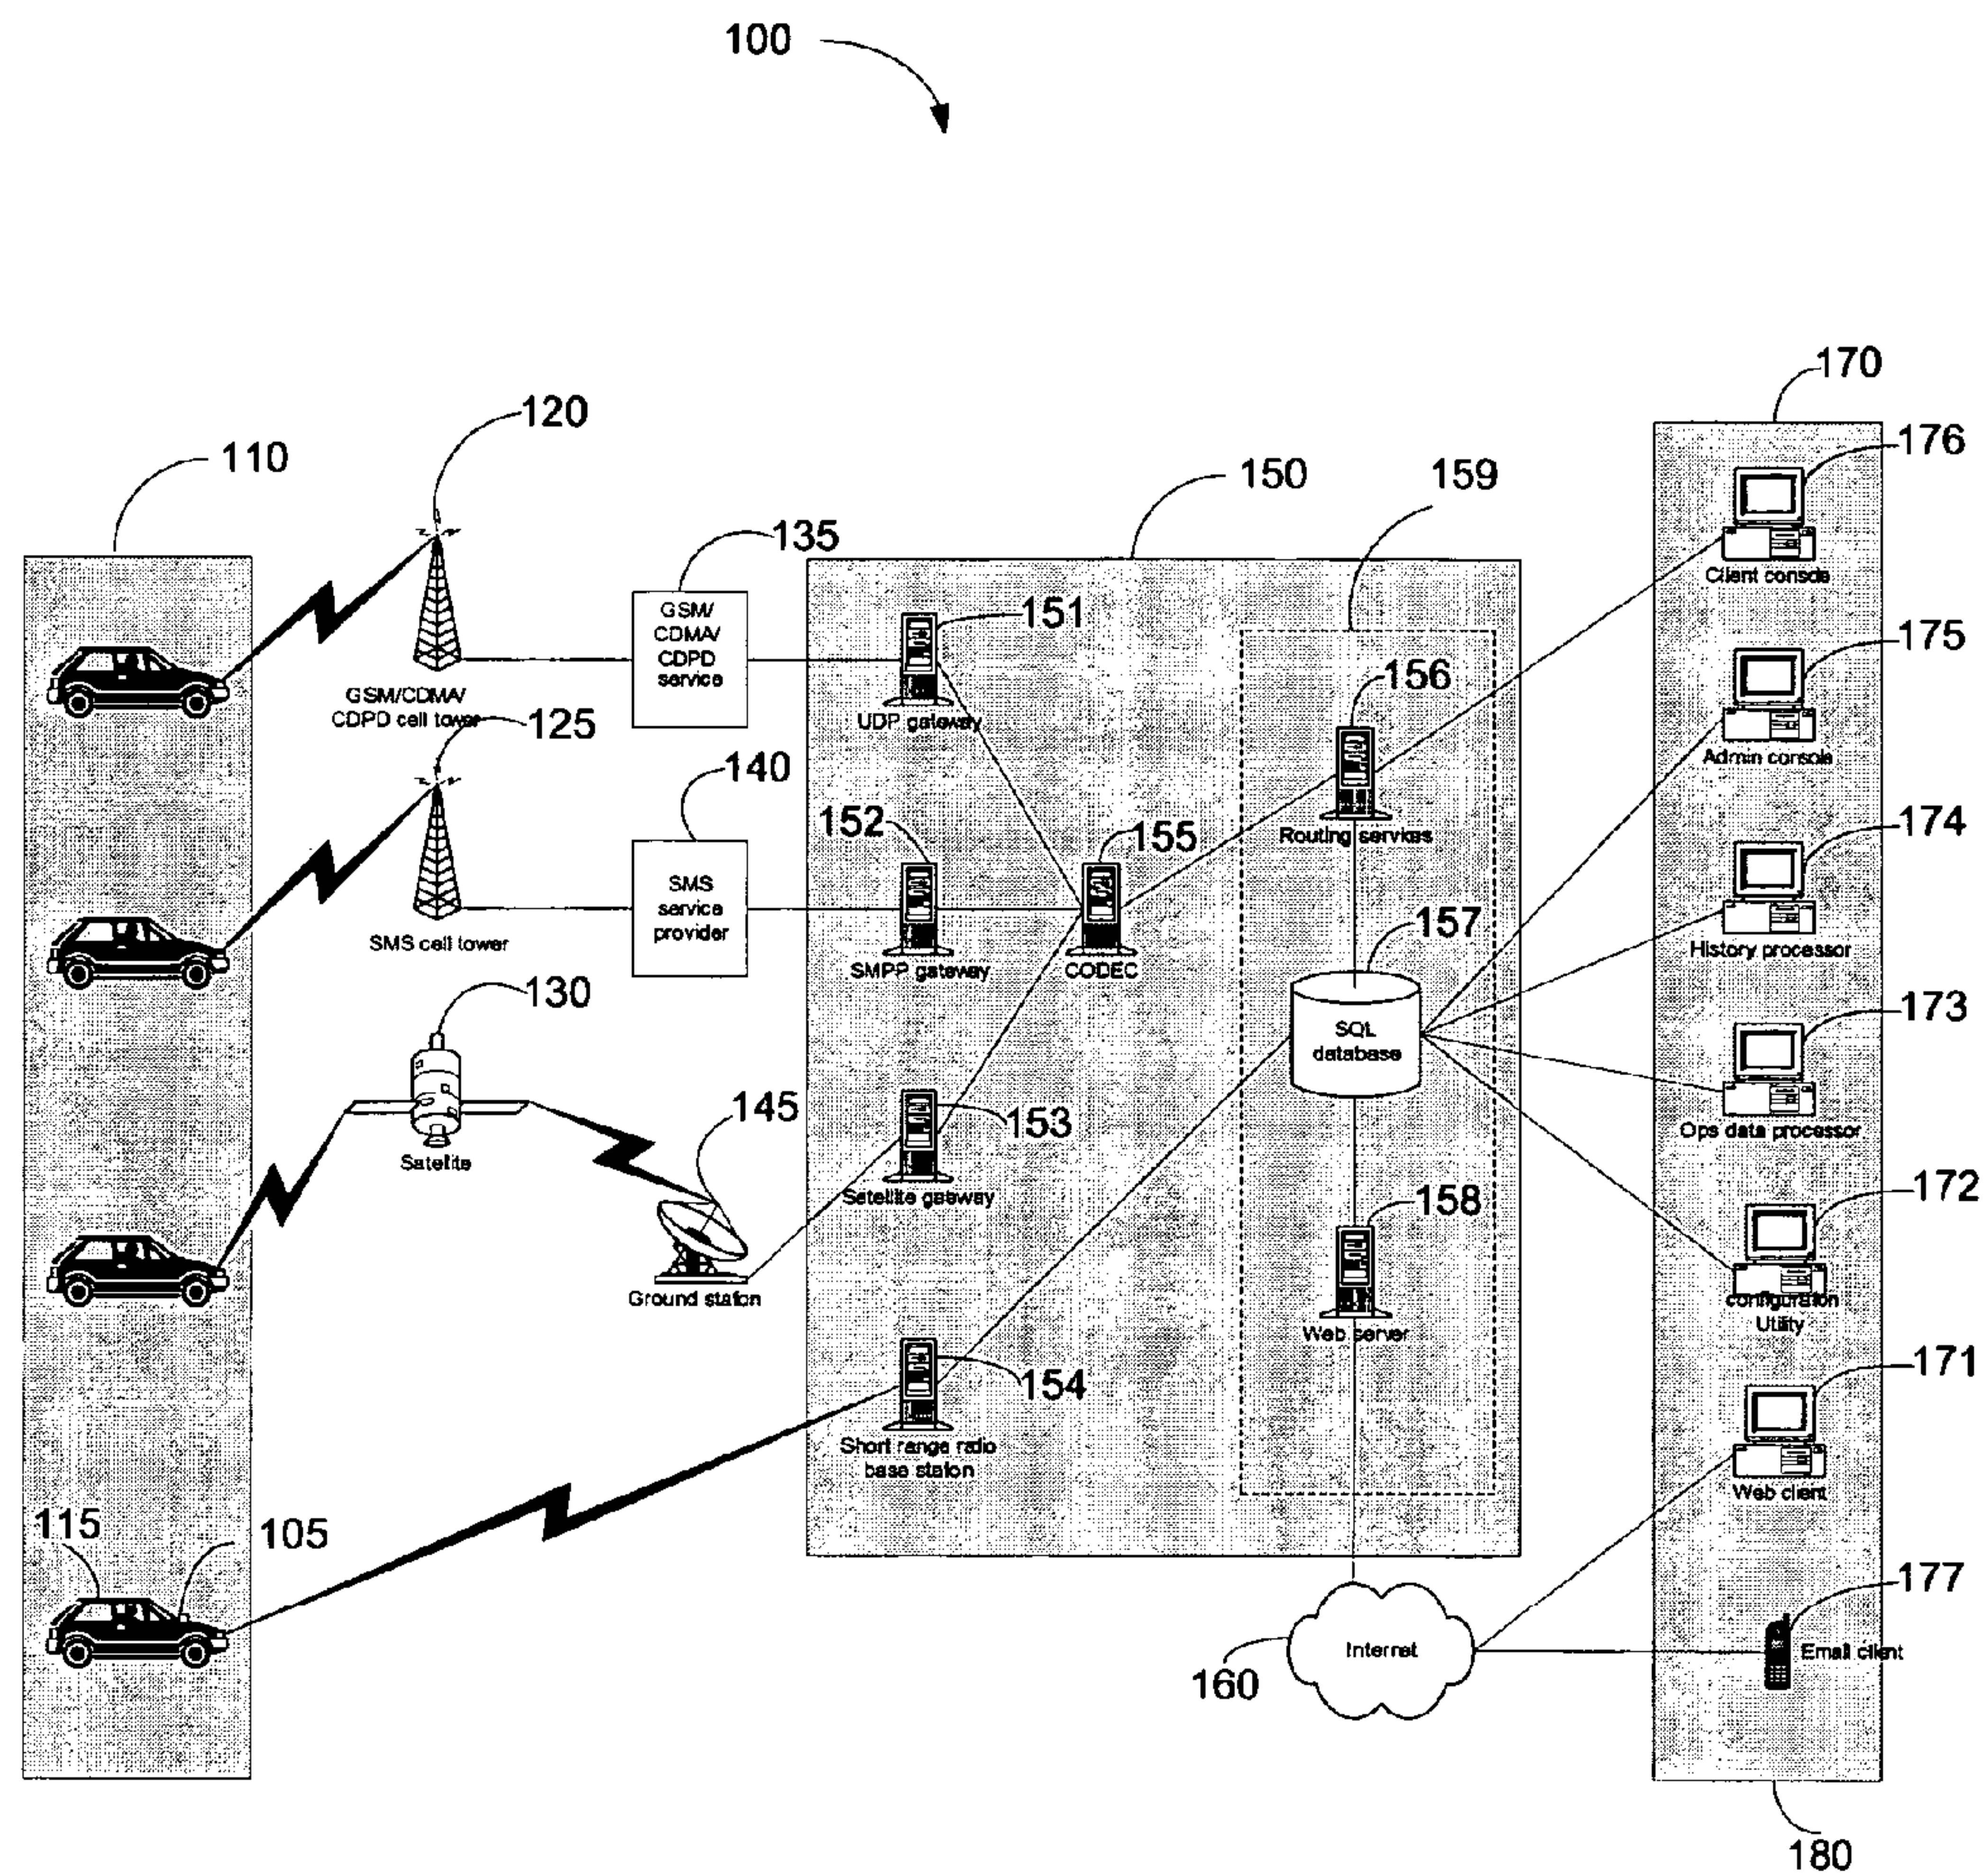 100
170
176
Client console
120
110
150
159
135
GSM/
CDMA/
CDPD
service
151
UDP gateway
GSM/CDMA/
CDPD cell tower
125
175
Admin console
156
Routing services
140
SMS
service
provider
152
SMPP gateway
155
CODEC
SMS cell tower
174
History processor
157
SQL
database
130
Satellite
173
Ops data processor
145
Ground station
153
Satellite gateway
158
Web server
172
configuration
Utility
154
Short range radio
base station
171
Web client
115
105
177
Email client
Internet
160
180